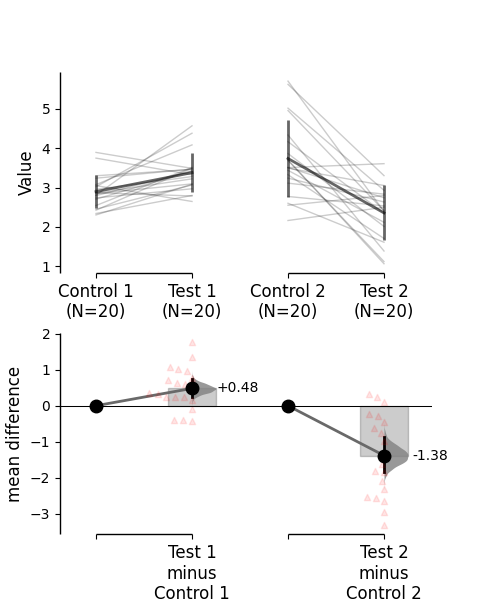 Value
5
4
3
2
1
Control 1 Test 1 Control 2 Test 2
(N=20) (N=20) (N=20) (N=20)
mean difference
2
1
0
−1
−2
−3
+0.48
-1.38
Test 1 Test 2
minus minus
Control 1 Control 2